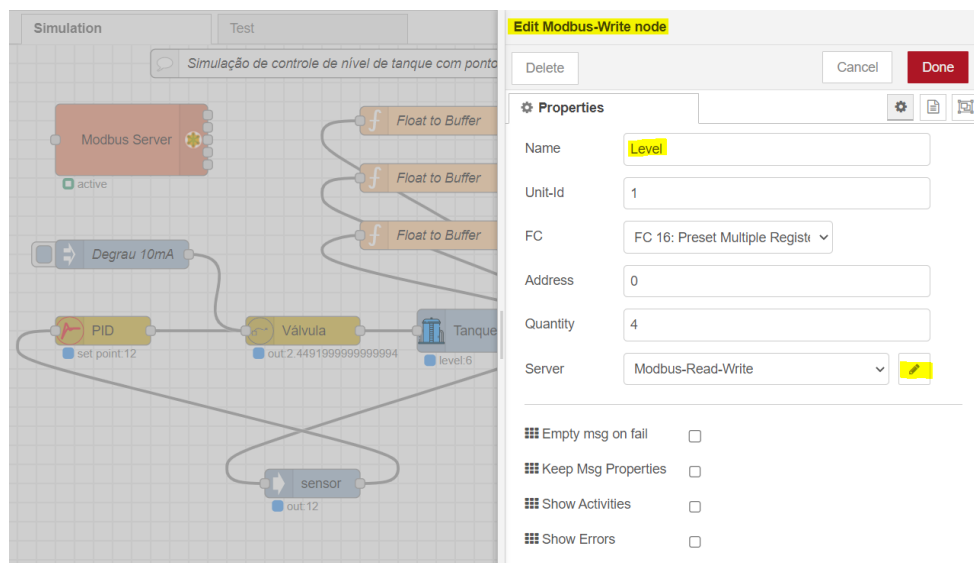 Simulation
Test
Simulação de controle de nível de tanque com ponto
Modbus Server
active
Float to Buffer
Float to Buffer
Float to Buffer
Degrau 10mA
PID
set point:12
Válvula
out:2.4491999999999994
Tanque
level:6
sensor
out:12
Edit Modbus-Write node
Delete
Cancel
Done
Properties
Name
Level
Unit-Id
1
FC
FC 16: Preset Multiple Registe
Address
0
Quantity
4
Server
Modbus-Read-Write
Empty msg on fail
Keep Msg Properties
Show Activities
Show Errors